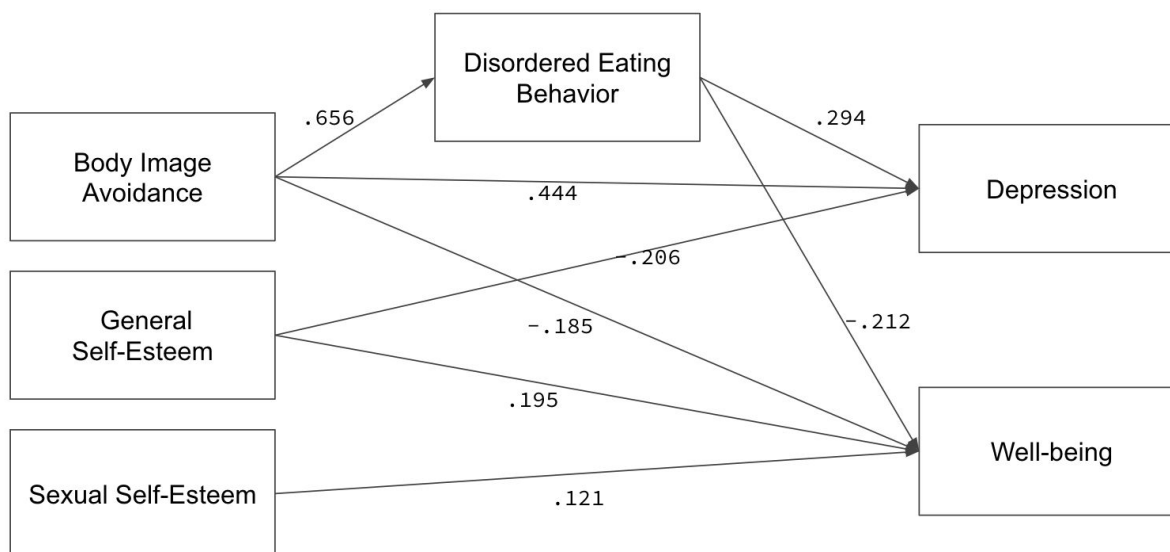 Disordered Eating
Behavior
.656
.294
Body Image
Avoidance
.444
Depression
-.206
General
Self-Esteem
-.185
-.212
.195
Well-being
Sexual Self-Esteem
.121